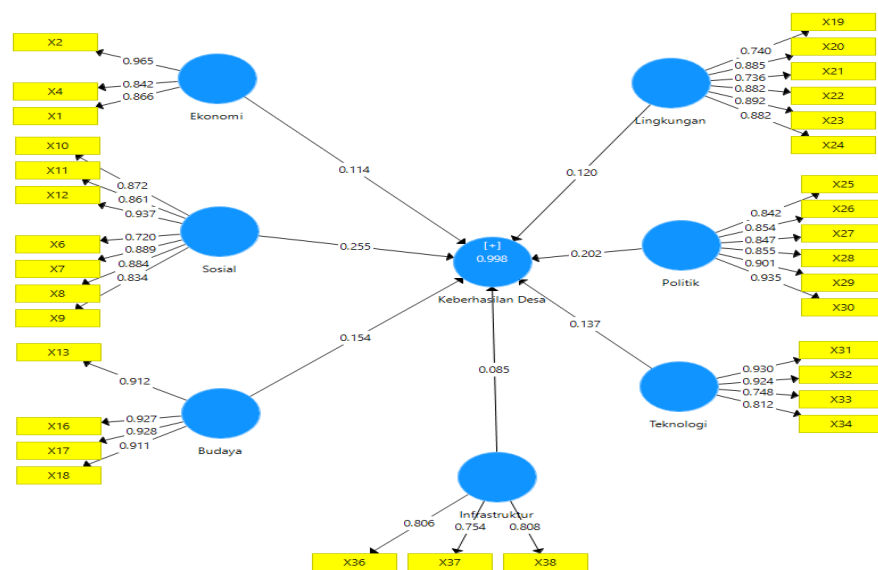 X2
X4
X1
0.965
0.842
0.866
Ekonomi
X10
X11
X12
X6
X7
X8
X9
0.872
0.861
0.937
0.720
0.889
0.884
0.834
Sosial
X13
X16
X17
X18
0.912
0.927
0.928
0.911
Budaya
0.114
0.255
0.154
0.085
0.120
0.202
0.137
[+]
0.998
Keberhasilan Desa
Infrastruktur
0.806
0.754
0.808
X36
X37
X38
Lingkungan
0.740
0.885
0.736
0.882
0.892
0.882
X19
X20
X21
X22
X23
X24
Politik
0.842
0.854
0.847
0.855
0.901
0.935
X25
X26
X27
X28
X29
X30
Teknologi
0.930
0.924
0.748
0.812
X31
X32
X33
X34